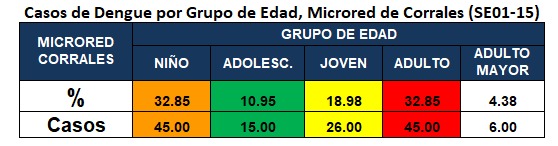 Casos de Dengue por Grupo de Edad, Microred de Corrales (SE01-15)
MICRORED CORRALES GRUPO DE EDAD
NIÑO ADOLESC. JOVEN ADULTO ADULTO MAYOR
% 32.85 10.95 18.98 32.85 4.38
Casos 45.00 15.00 26.00 45.00 6.00